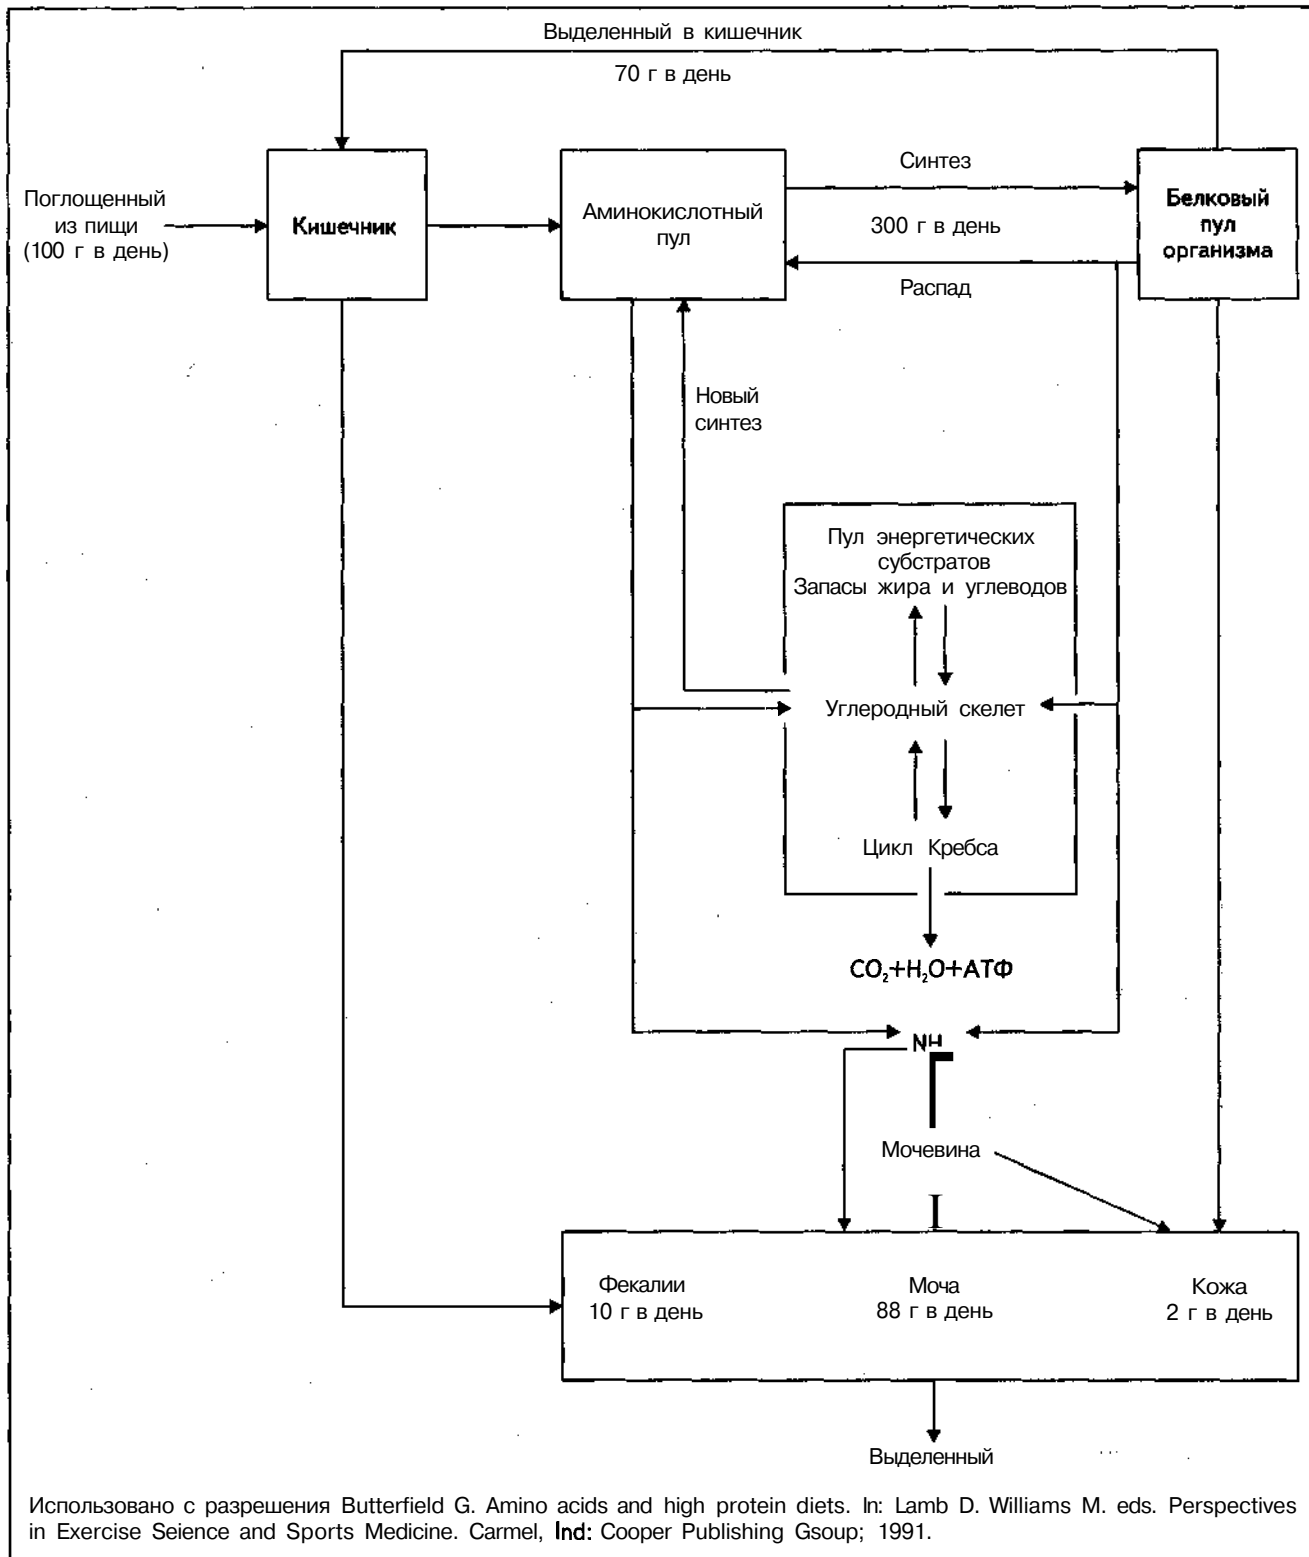 Выделенный в кишечник
70 г в день
Поглощенный
из пищи
(100 г в день)
Кишечник
Аминокислотный
пул
Синтез
300 г в день
Распад
Белковый
пул
организма
Новый
синтез
Пул энергетических
субстратов
Запасы жира и углеводов
Углеродный скелет
Цикл Кребса
CO₂+H₂O+АТФ
NH
Мочевина
Фекалии
10 г в день
Моча
88 г в день
Кожа
2 г в день
Выделенный
Использовано с разрешения Butterfield G. Amino acids and high protein diets. In: Lamb D. Williams M. eds. Perspectives
in Exercise Seience and Sports Medicine. Carmel, Ind: Cooper Publishing Gsoup; 1991.